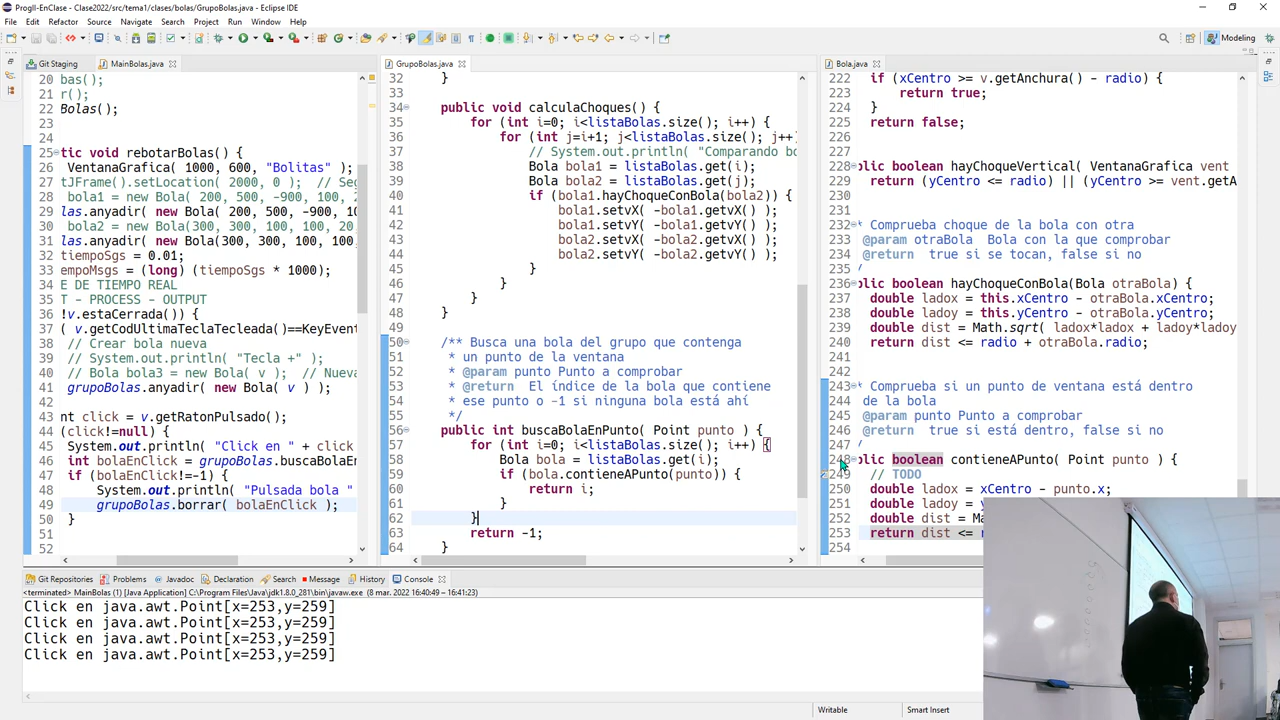 ProgII-EnClase - Clase2022/src/tema1/clases/bolas/GrupoBolas.java - Eclipse IDE
File Edit Refactor Source Navigate Search Project Run Window Help
Modeling
Git Staging MainBolas.java GrupoBolas.java Bola.java
20 bas();
21 r();
22 Bolas();
23
24
25 tic void rebotarBolas() {
26 VentanaGrafica( 1000, 600, "Bolitas" );
27 tJFrame().setLocation( 2000, 0 ); // Seg
28 bola1 = new Bola( 200, 500, -900, 100, 2
29 las.anyadir( new Bola( 200, 500, -900, 10
30 bola2 = new Bola(300, 300, 100, 100, 20
31 las.anyadir( new Bola(300, 300, 100, 100,
32 tiempoSgs = 0.01;
33 empoMsgs = (long) (tiempoSgs * 1000);
34 E DE TIEMPO REAL
35 T - PROCESS - OUTPUT
36 !v.estaCerrada()) {
37 ( v.getCodUltimaTeclaTecleada()==KeyEvent
38 // Crear bola nueva
39 // System.out.println( "Tecla +" );
40 // Bola bola3 = new Bola( v ); // Nueva
41 grupoBolas.anyadir( new Bola( v ) );
42
43 nt click = v.getRatonPulsado();
44 (click!=null) {
45 System.out.println( "Click en " + click
46 int bolaEnClick = grupoBolas.buscaBolaEn
47 if (bolaEnClick!=-1) {
48 System.out.println( "Pulsada bola "
49 grupoBolas.borrar( bolaEnClick );
50 }
51
52
32 }
33
34 public void calculaChoques() {
35 for (int i=0; i<listaBolas.size(); i++) {
36 for (int j=i+1; j<listaBolas.size(); j++)
37 // System.out.println( "Comparando bo
38 Bola bola1 = listaBolas.get(i);
39 Bola bola2 = listaBolas.get(j);
40 if (bola1.hayChoqueConBola(bola2)) {
41 bola1.setvX( -bola1.getvX() );
42 bola1.setvY( -bola1.getvY() );
43 bola2.setvX( -bola2.getvX() );
44 bola2.setvY( -bola2.getvY() );
45 }
46 }
47 }
48 }
49
50 /** Busca una bola del grupo que contenga
51 * un punto de la ventana
52 * @param punto Punto a comprobar
53 * @return El índice de la bola que contiene
54 * ese punto o -1 si ninguna bola está ahí
55 */
56 public int buscaBolaEnPunto( Point punto ) {
57 for (int i=0; i<listaBolas.size(); i++) {
58 Bola bola = listaBolas.get(i);
59 if (bola.contieneAPunto(punto)) {
60 return i;
61 }
62 }
63 return -1;
64 }
222 if (xCentro >= v.getAnchura() - radio) {
223 return true;
224 }
225 return false;
226
227
228 blic boolean hayChoqueVertical( VentanaGrafica vent
229 return (yCentro <= radio) || (yCentro >= vent.getA
230
231
232 * Comprueba choque de la bola con otra
233 @param otraBola Bola con la que comprobar
234 @return true si se tocan, false si no
235 /
236 blic boolean hayChoqueConBola(Bola otraBola) {
237 double ladox = this.xCentro - otraBola.xCentro;
238 double ladoy = this.yCentro - otraBola.yCentro;
239 double dist = Math.sqrt( ladox*ladox + ladoy*ladoy
240 return dist <= radio + otraBola.radio;
241
242
243 * Comprueba si un punto de ventana está dentro
244 de la bola
245 @param punto Punto a comprobar
246 @return true si está dentro, false si no
247 /
248 blic boolean contieneAPunto( Point punto ) {
249 // TODO
250 double ladox = xCentro - punto.x;
251 double ladoy = yCentro
252 double dist = Ma
253 return dist <= r
254
Git Repositories Problems Javadoc Declaration Search Message History Console
<terminated> MainBolas (1) [Java Application] C:\Program Files\Java\jdk1.8.0_281\bin\javaw.exe (8 mar. 2022 16:40:49 – 16:41:23)
Click en java.awt.Point[x=253,y=259]
Click en java.awt.Point[x=253,y=259]
Click en java.awt.Point[x=253,y=259]
Click en java.awt.Point[x=253,y=259]
Writable Smart Insert